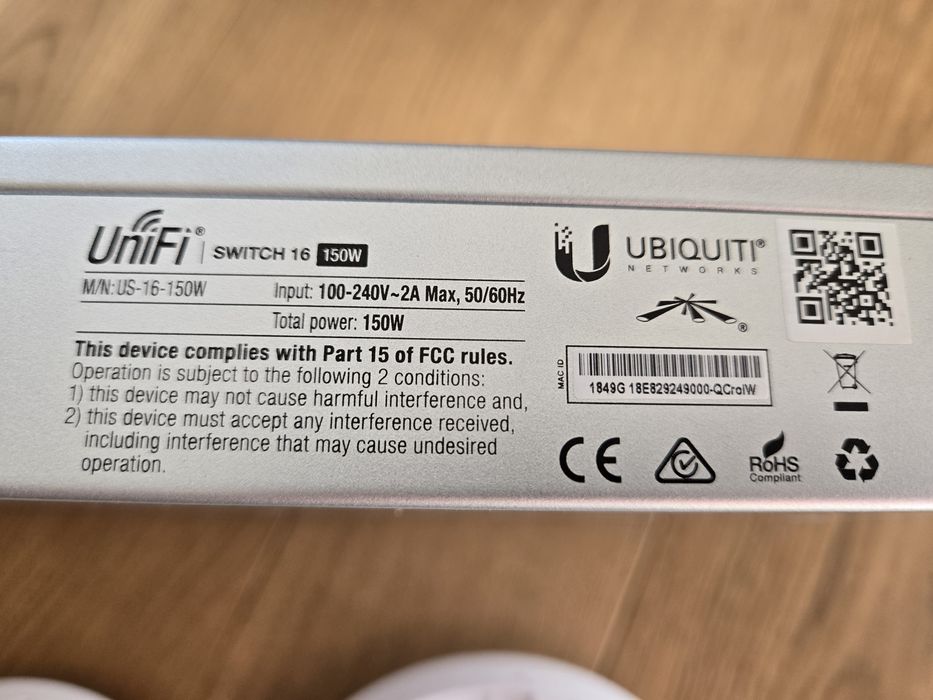 UniFi® | SWITCH 16 150W
M/N: US-16-150W
Input: 100-240V~2A Max, 50/60Hz
Total power: 150W
This device complies with Part 15 of FCC rules.
Operation is subject to the following 2 conditions:
1) this device may not cause harmful interference and,
2) this device must accept any interference received,
including interference that may cause undesired
operation.
UBIQUITI®
NETWORKS
®
MAC ID
1849G 18E829249000-QCraIW
CE
RoHS
Compliant